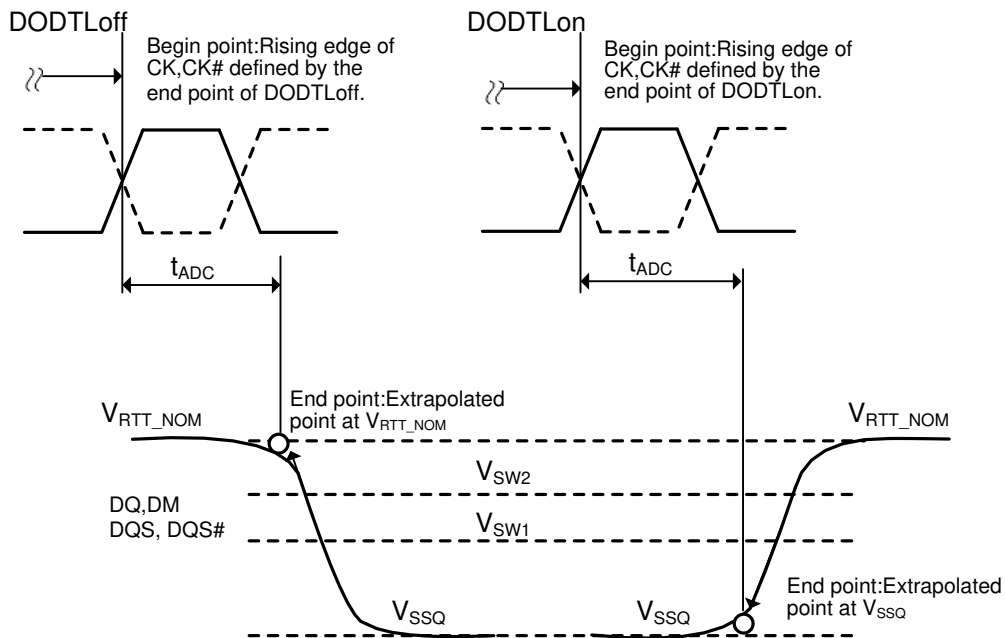 DODTLoff
Begin point:Rising edge of
CK,CK# defined by the
end point of DODTLoff.
DODTLon
Begin point:Rising edge of
CK,CK# defined by the
end point of DODTLon.
tADC
tADC
End point:Extrapolated
point at VRTT_NOM
VRTT_NOM
VRTT_NOM
VSW2
DQ,DM
DQS, DQS#
VSW1
End point:Extrapolated
point at VSSQ
VSSQ
VSSQ